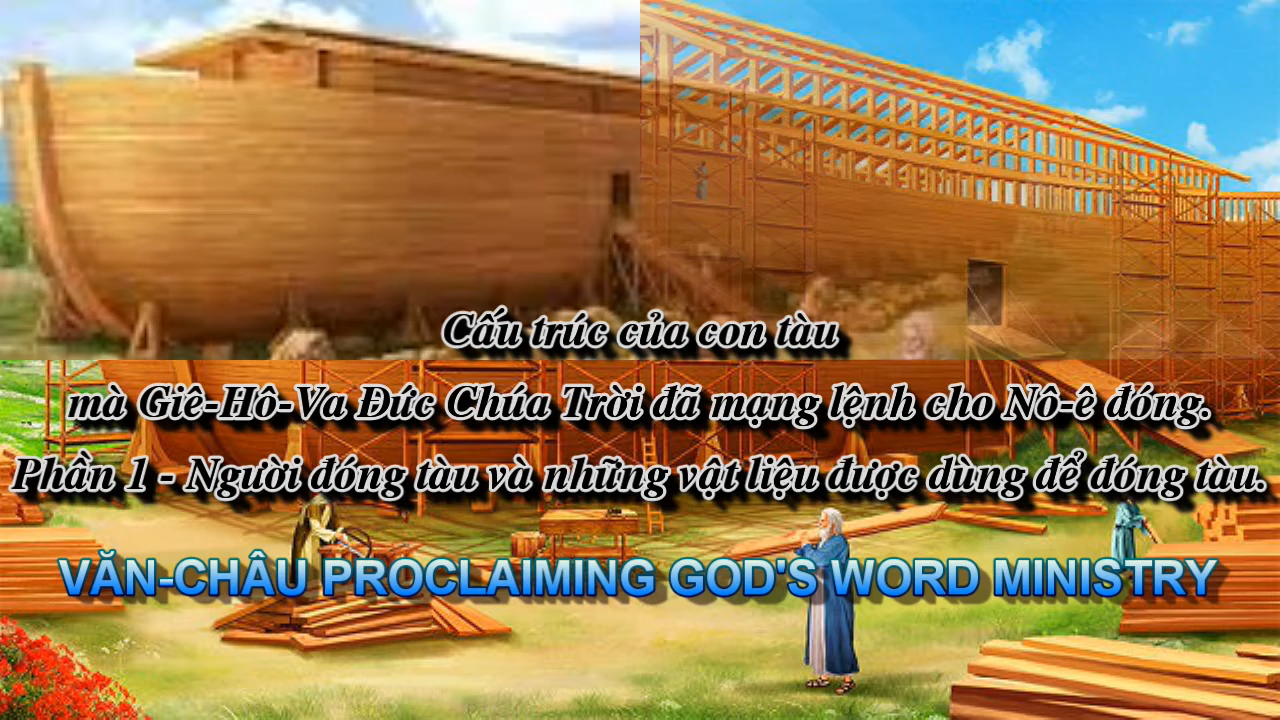 Cấu trúc của con tàu
mà Giê-Hô-Va Đức Chúa Trời đã mạng lệnh cho Nô-ê đóng.
Phần 1 - Người đóng tàu và những vật liệu được dùng để đóng tàu.
VĂN-CHÂU PROCLAIMING GOD'S WORD MINISTRY